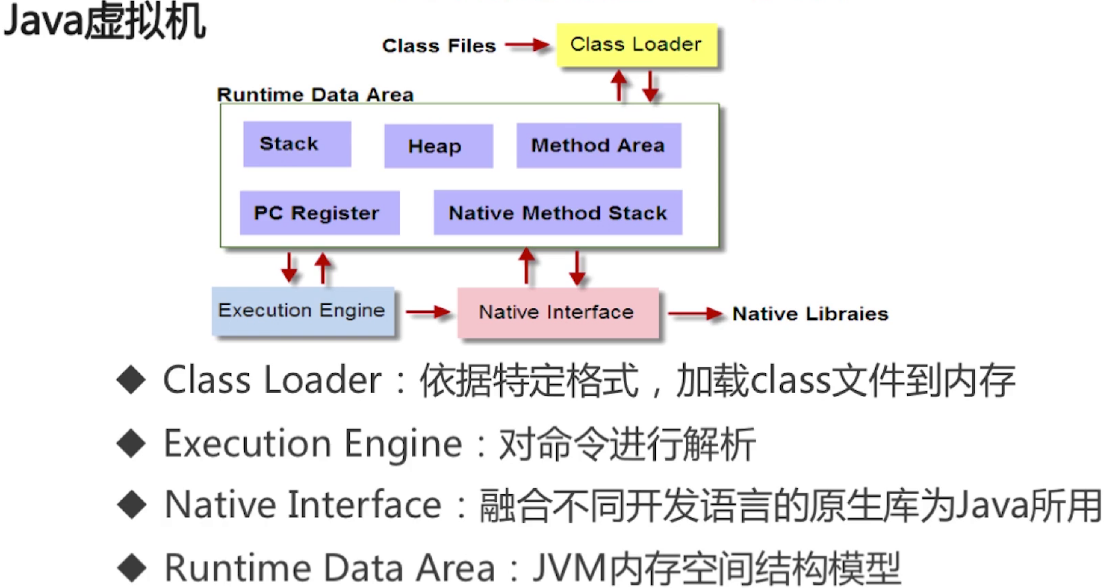 Java虚拟机
Class Files
Class Loader
Runtime Data Area
Stack
Heap
Method Area
PC Register
Native Method Stack
Execution Engine
Native Interface
Native Libraies
◆ Class Loader：依据特定格式，加载class文件到内存
◆ Execution Engine：对命令进行解析
◆ Native Interface：融合不同开发语言的原生库为Java所用
◆ Runtime Data Area：JVM内存空间结构模型